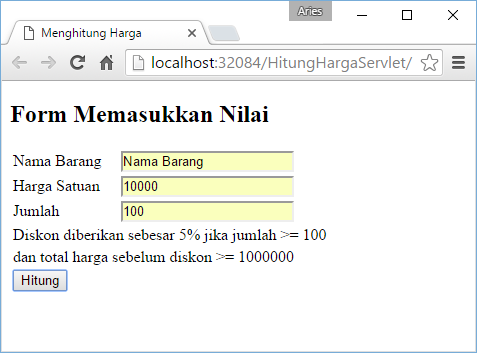 Aries
Menghitung Harga
localhost:32084/HitungHargaServlet/
Form Memasukkan Nilai
Nama Barang Nama Barang
Harga Satuan 10000
Jumlah 100
Diskon diberikan sebesar 5% jika jumlah >= 100
dan total harga sebelum diskon >= 1000000
Hitung